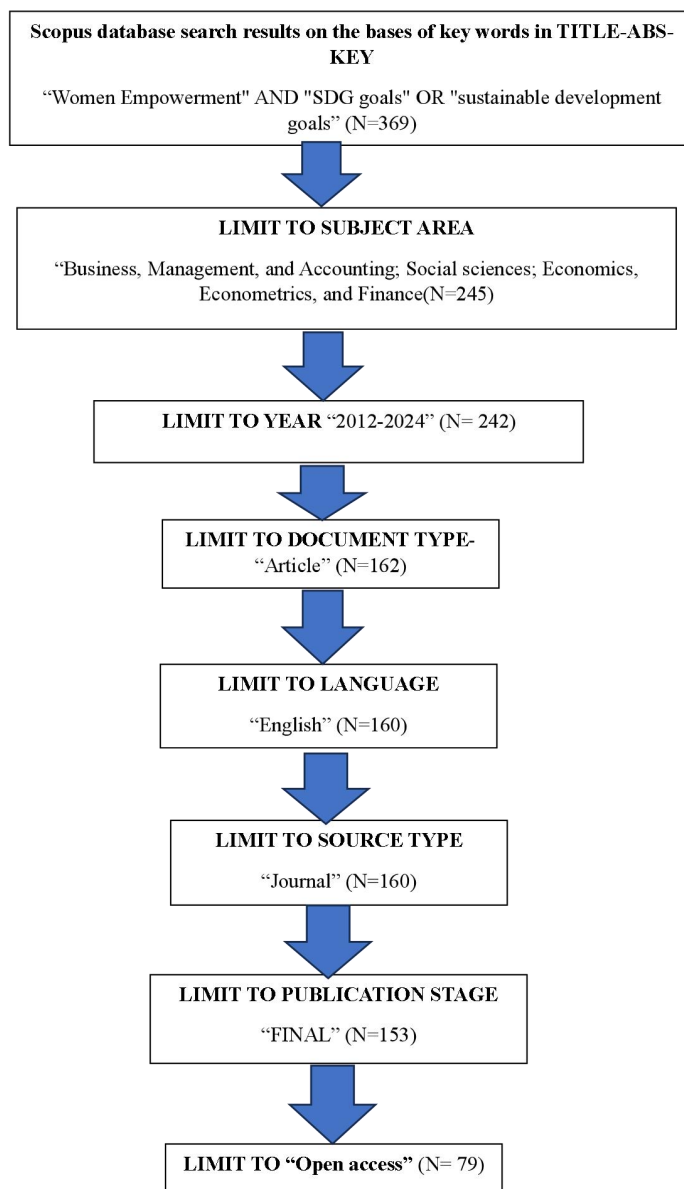 Scopus database search results on the bases of key words in TITLE-ABS-
KEY
“Women Empowerment" AND "SDG goals" OR "sustainable development
goals” (N=369)
LIMIT TO SUBJECT AREA
“Business, Management, and Accounting; Social sciences; Economics,
Econometrics, and Finance(N=245)
LIMIT TO YEAR “2012-2024” (N= 242)
LIMIT TO DOCUMENT TYPE-
“Article” (N=162)
LIMIT TO LANGUAGE
“English” (N=160)
LIMIT TO SOURCE TYPE
“Journal” (N=160)
LIMIT TO PUBLICATION STAGE
“FINAL” (N=153)
LIMIT TO “Open access” (N= 79)